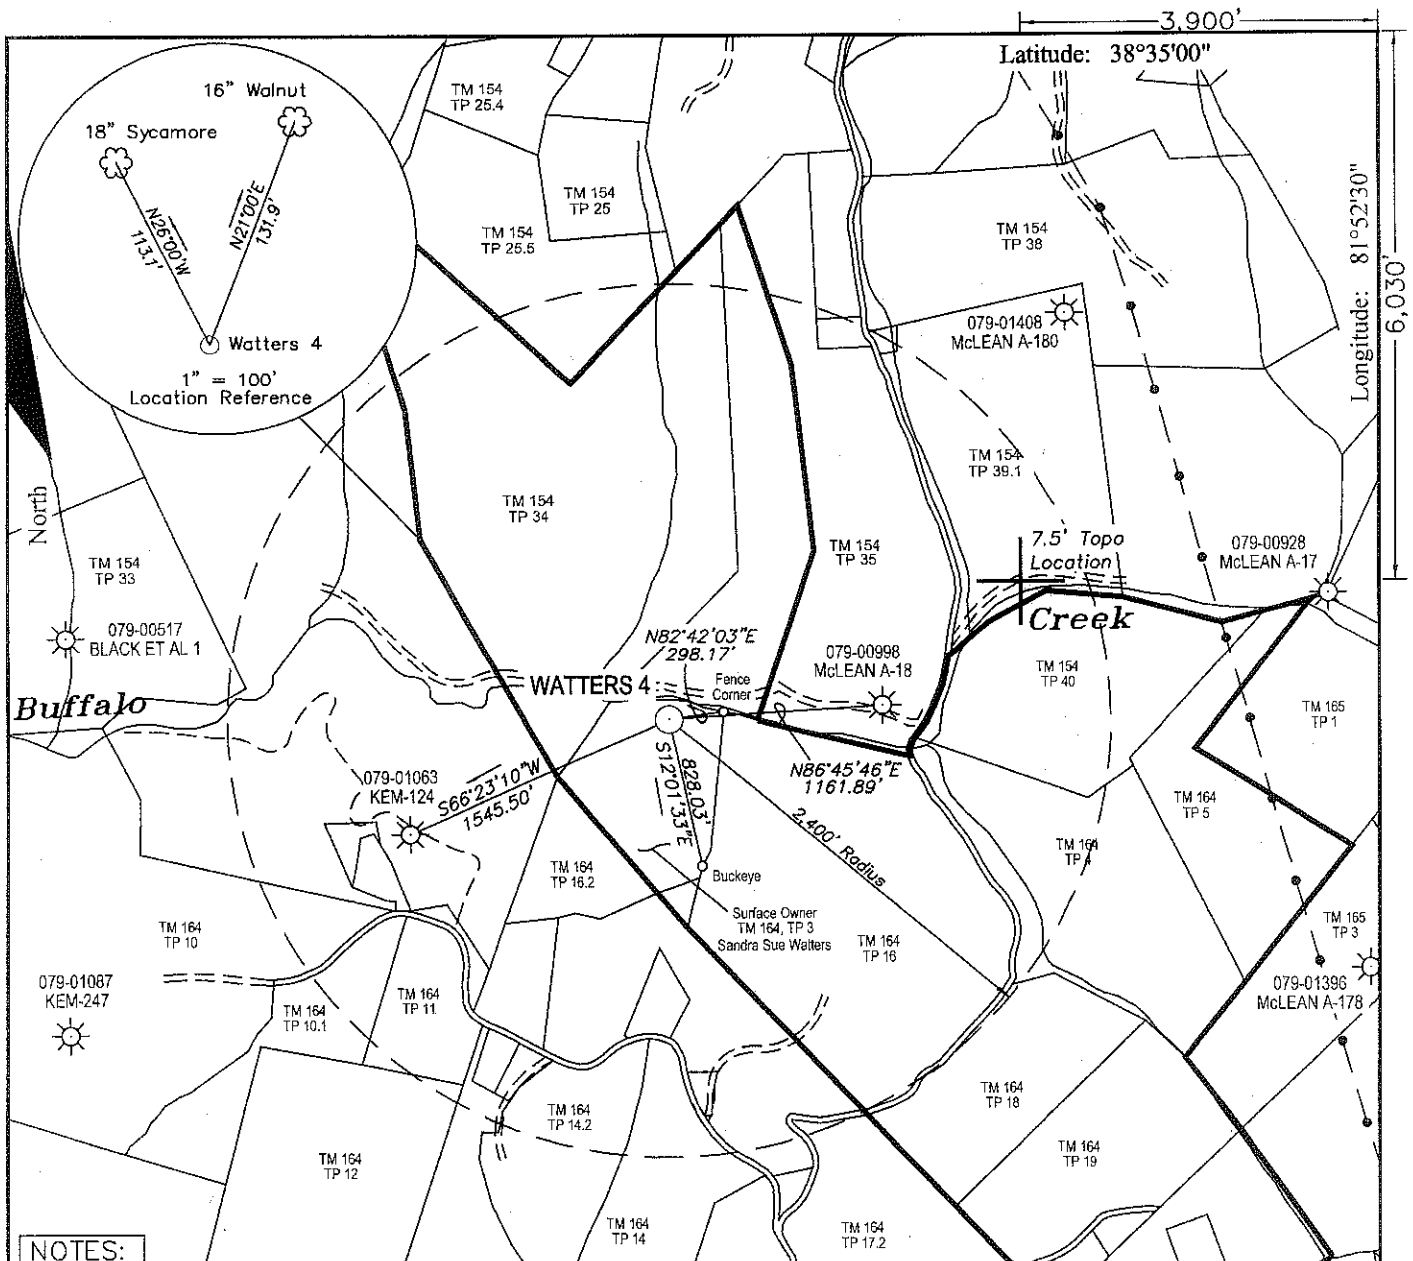 3,900'
Latitude: 38°35'00"
Longitude: 81°52'30"
6,030'
16" Walnut
18" Sycamore
N26°00'W
113.1'
N21°00'E
131.9'
Watters 4
1" = 100'
Location Reference
North
TM 154
TP 25.4
TM 154
TP 25
TM 154
TP 25.5
TM 154
TP 38
079-01408
McLEAN A-180
TM 154
TP 39.1
TM 154
TP 34
TM 154
TP 35
7.5' Topo
Location
079-00928
McLEAN A-17
TM 154
TP 33
079-00517
BLACK ET AL 1
Buffalo
Creek
N82°42'03"E
298.17'
WATTERS 4
Fence
Corner
079-00998
McLEAN A-18
TM 154
TP 40
TM 165
TP 1
N86°45'46"E
1161.89'
079-01063
KEM-124
S66°23'10"W
1545.50'
828.03'
S12°01'33"E
2,400' Radius
TM 164
TP 5
TM 164
TP 4
TM 164
TP 16.2
Buckeye
Surface Owner
TM 164, TP 3
Sandra Sue Watters
TM 164
TP 16
TM 165
TP 3
079-01396
McLEAN A-178
TM 164
TP 10
079-01087
KEM-247
TM 164
TP 10.1
TM 164
TP 11
TM 164
TP 18
TM 164
TP 14.2
TM 164
TP 19
TM 164
TP 12
TM 164
TP 14
TM 164
TP 17.2
NOTES: